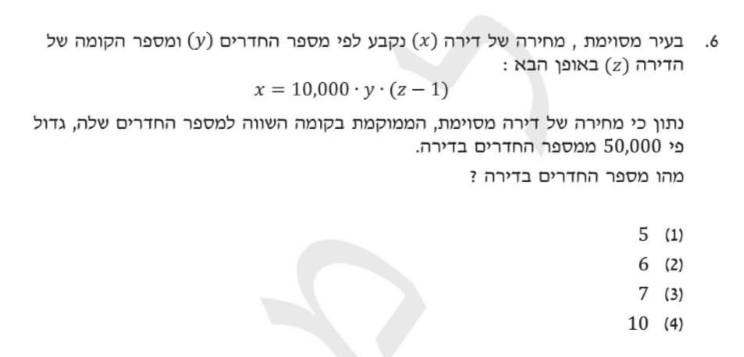 6. בעיר מסוימת , מחירה של דירה (x) נקבע לפי מספר החדרים (y) ומספר הקומה של
הדירה (z) באופן הבא :
x = 10,000 · y · (z − 1)
נתון כי מחירה של דירה מסוימת, הממוקמת בקומה השווה למספר החדרים שלה, גדול
פי 50,000 ממספר החדרים בדירה.
מהו מספר החדרים בדירה ?
(1) 5
(2) 6
(3) 7
(4) 10